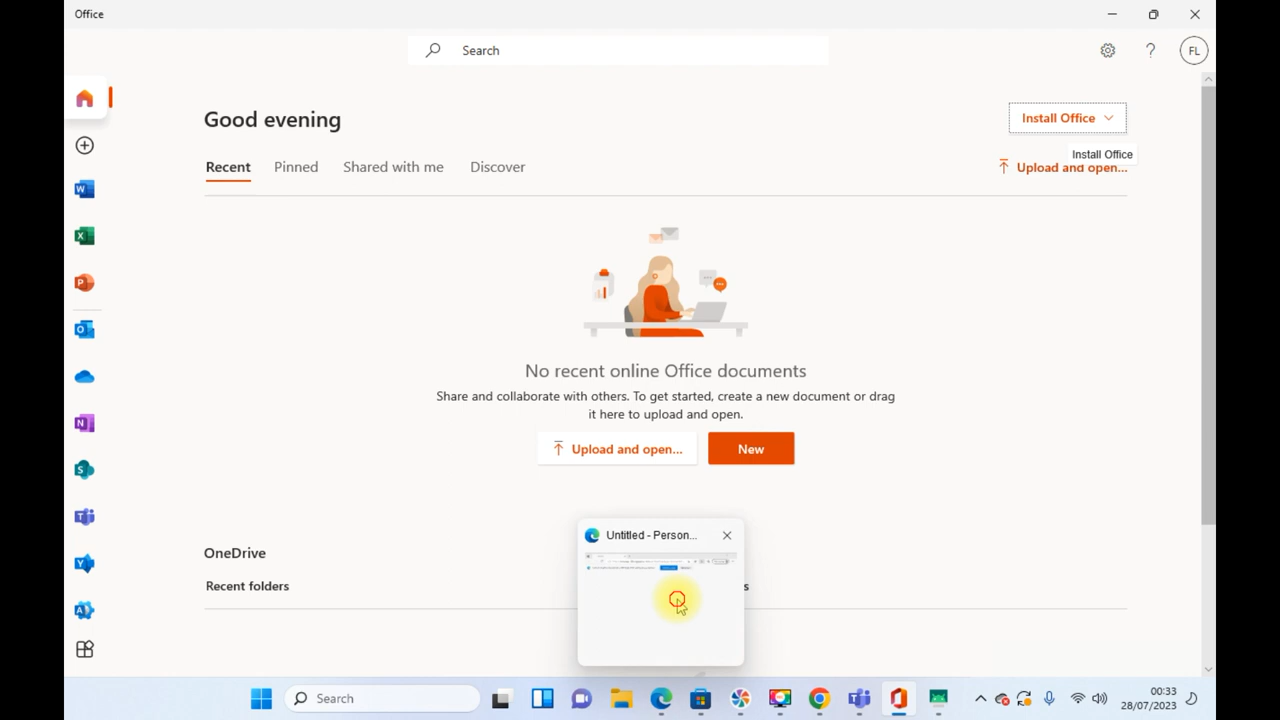 Office
Search
FL
Good evening
Install Office
Install Office
Recent Pinned Shared with me Discover
Upload and open...
No recent online Office documents
Share and collaborate with others. To get started, create a new document or drag
it here to upload and open.
Upload and open... New
Untitled - Person...
OneDrive
Recent folders
Search
00:33
28/07/2023